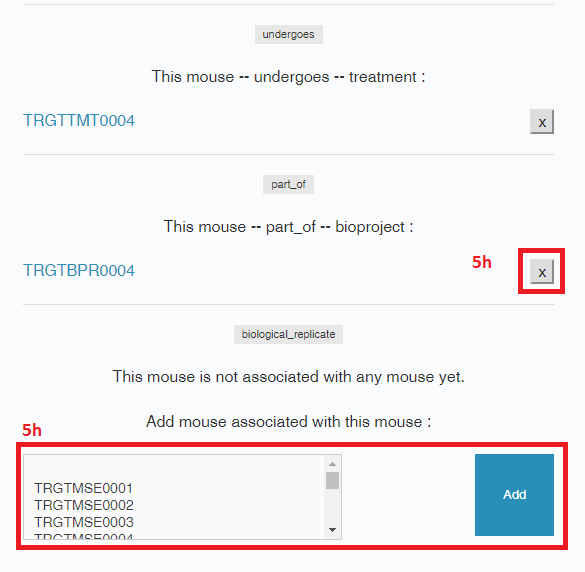 undergoes
This mouse -- undergoes -- treatment :
TRGTTMT0004 x
part_of
This mouse -- part_of -- bioproject :
TRGTBPR0004 5h x
biological_replicate
This mouse is not associated with any mouse yet.
Add mouse associated with this mouse :
5h
TRGTMSE0001
TRGTMSE0002 Add
TRGTMSE0003
TRGTMSE0004